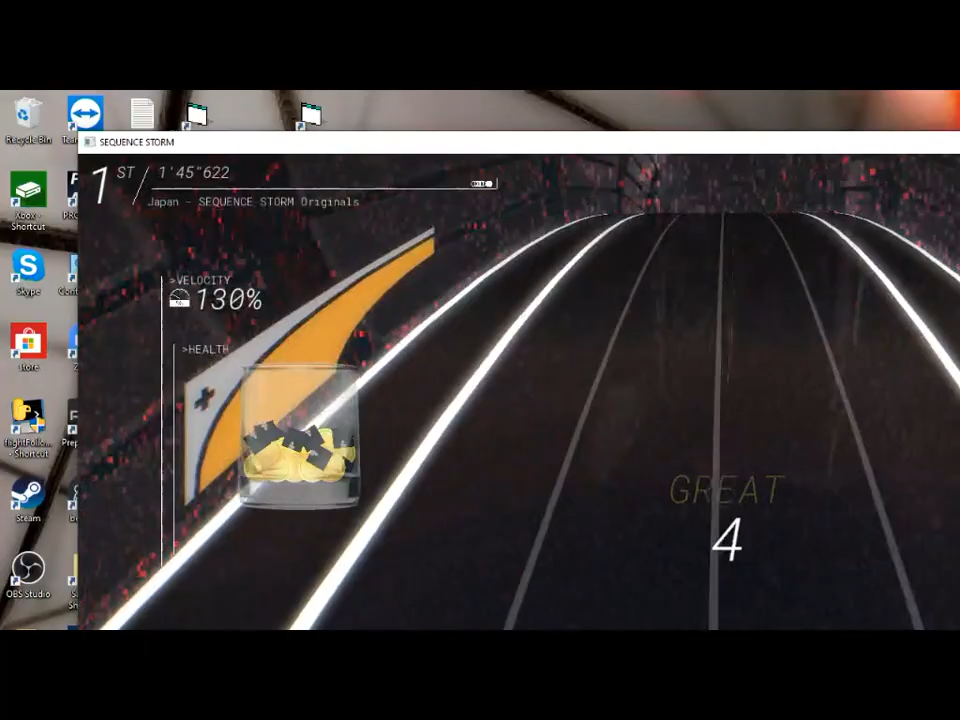 Recycle Bin
SEQUENCE STORM
1 ST / 1'45"622
Japan - SEQUENCE STORM Originals
Xbox -
Shortcut
>VELOCITY
130%
Skype
>HEALTH
store
- Shortcut
GREAT
4
Steam
OBS Studio